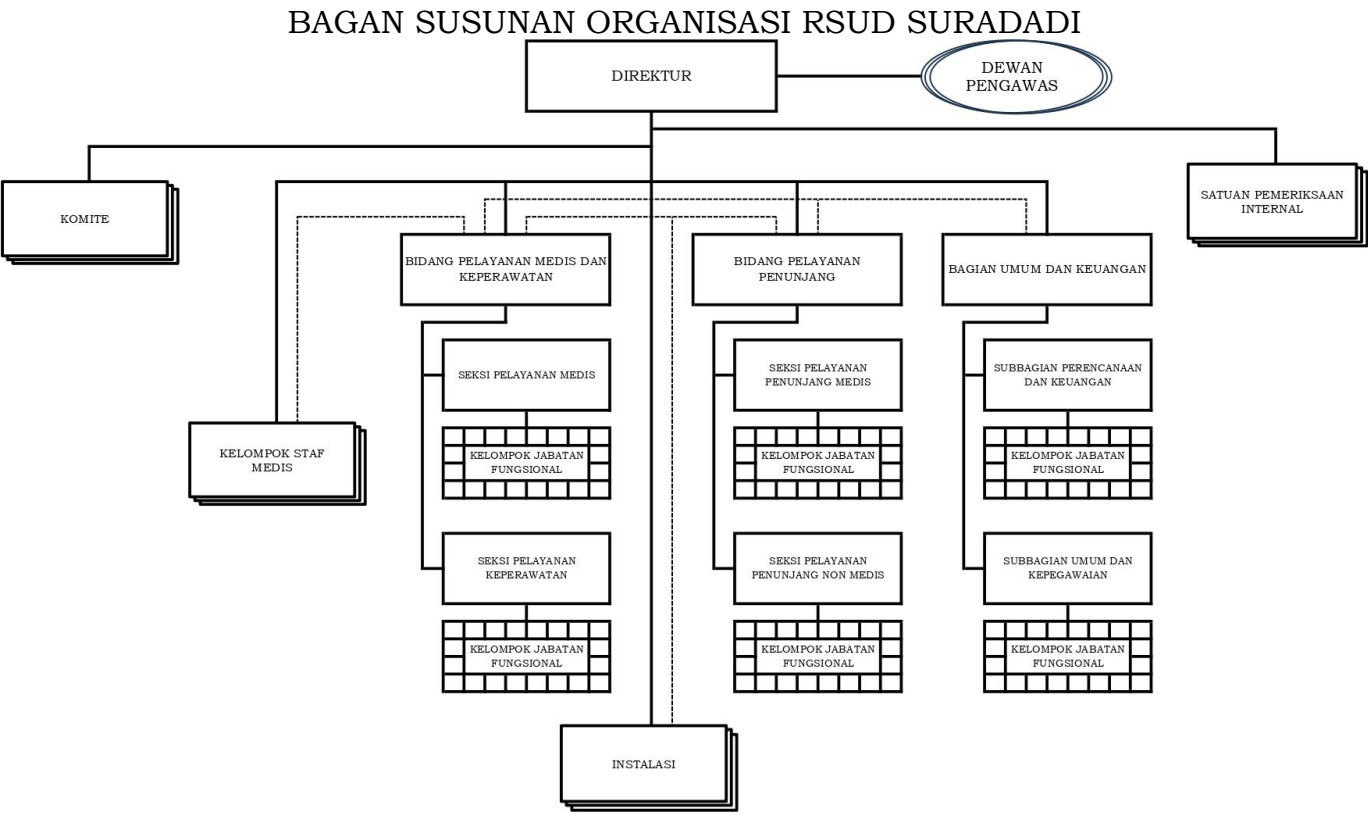 BAGAN SUSUNAN ORGANISASI RSUD SURADADI
DIREKTUR
DEWAN
PENGAWAS
KOMITE
SATUAN PEMERIKSAAN
INTERNAL
BIDANG PELAYANAN MEDIS DAN
KEPERAWATAN
BIDANG PELAYANAN
PENUNJANG
BAGIAN UMUM DAN KEUANGAN
SEKSI PELAYANAN MEDIS
SEKSI PELAYANAN
PENUNJANG MEDIS
SUBBAGIAN PERENCANAAN
DAN KEUANGAN
KELOMPOK STAF
MEDIS
KELOMPOK JABATAN
FUNGSIONAL
KELOMPOK JABATAN
FUNGSIONAL
KELOMPOK JABATAN
FUNGSIONAL
SEKSI PELAYANAN
KEPERAWATAN
SEKSI PELAYANAN
PENUNJANG NON MEDIS
SUBBAGIAN UMUM DAN
KEPEGAWAIAN
KELOMPOK JABATAN
FUNGSIONAL
KELOMPOK JABATAN
FUNGSIONAL
KELOMPOK JABATAN
FUNGSIONAL
INSTALASI